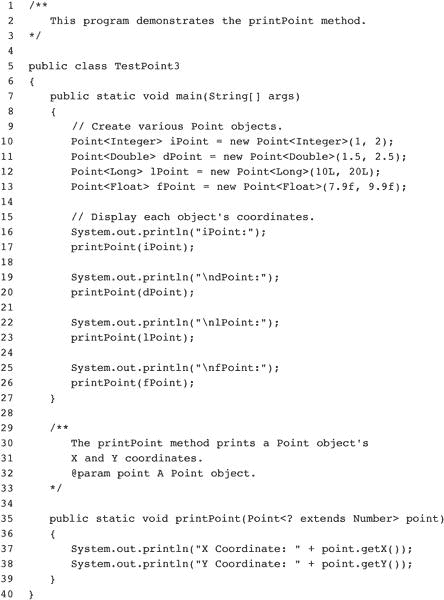 1 /**
2    This program demonstrates the printPoint method.
3 */
4
5 public class TestPoint3
6 {
7    public static void main(String[] args)
8    {
9       // Create various Point objects.
10       Point<Integer> iPoint = new Point<Integer>(1, 2);
11       Point<Double> dPoint = new Point<Double>(1.5, 2.5);
12       Point<Long> lPoint = new Point<Long>(10L, 20L);
13       Point<Float> fPoint = new Point<Float>(7.9f, 9.9f);
14
15       // Display each object's coordinates.
16       System.out.println("iPoint:");
17       printPoint(iPoint);
18
19       System.out.println("\ndPoint:");
20       printPoint(dPoint);
21
22       System.out.println("\nlPoint:");
23       printPoint(lPoint);
24
25       System.out.println("\nfPoint:");
26       printPoint(fPoint);
27    }
28
29    /**
30       The printPoint method prints a Point object's
31       X and Y coordinates.
32       @param point A Point object.
33    */
34
35    public static void printPoint(Point<? extends Number> point)
36    {
37       System.out.println("X Coordinate: " + point.getX());
38       System.out.println("Y Coordinate: " + point.getY());
39    }
40 }